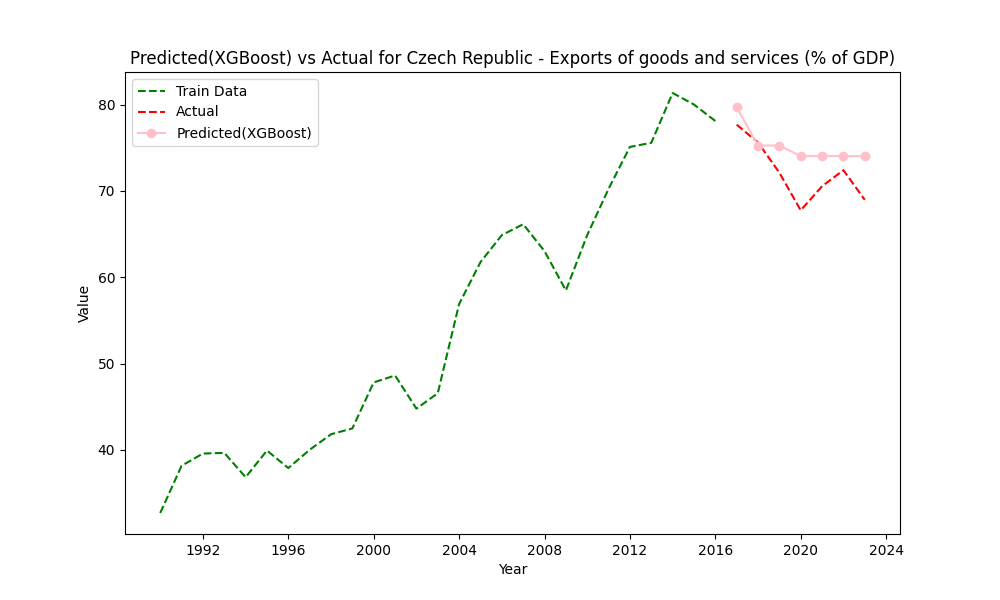 Predicted(XGBoost) vs Actual for Czech Republic - Exports of goods and services (% of GDP)
Train Data
Actual
Predicted(XGBoost)
Value
80
70
60
50
40
1992 1996 2000 2004 2008 2012 2016 2020 2024
Year